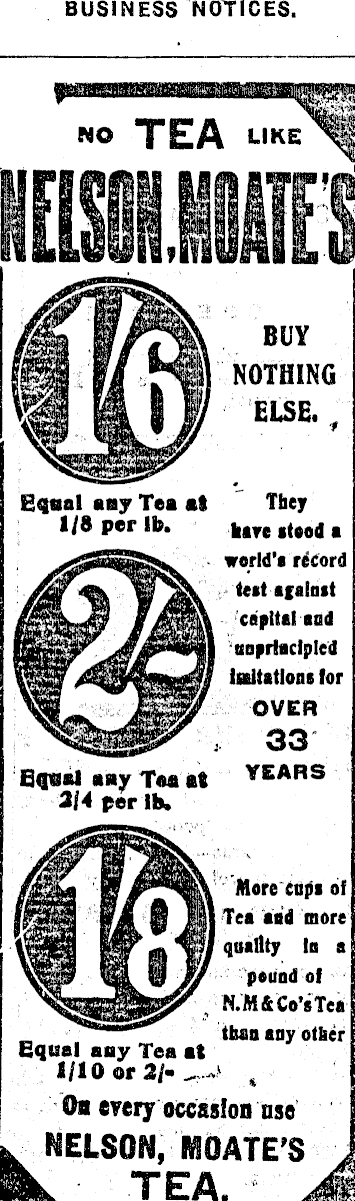 BUSINESS NOTICES.
NO TEA LIKE
NELSON, MOATE'S
1/6
Equal any Tea at
1/8 per lb.
2/-
Equal any Tea at
2/4 per lb.
1/8
Equal any Tea at
1/10 or 2/-
BUY
NOTHING
ELSE.
They
have stood a
world's record
test against
capital and
unprincipled
imitations for
OVER
33
YEARS
More cups of
Tea and more
quality in a
pound of
N.M&Co's Tea
than any other
On every occasion use
NELSON, MOATE'S
TEA.